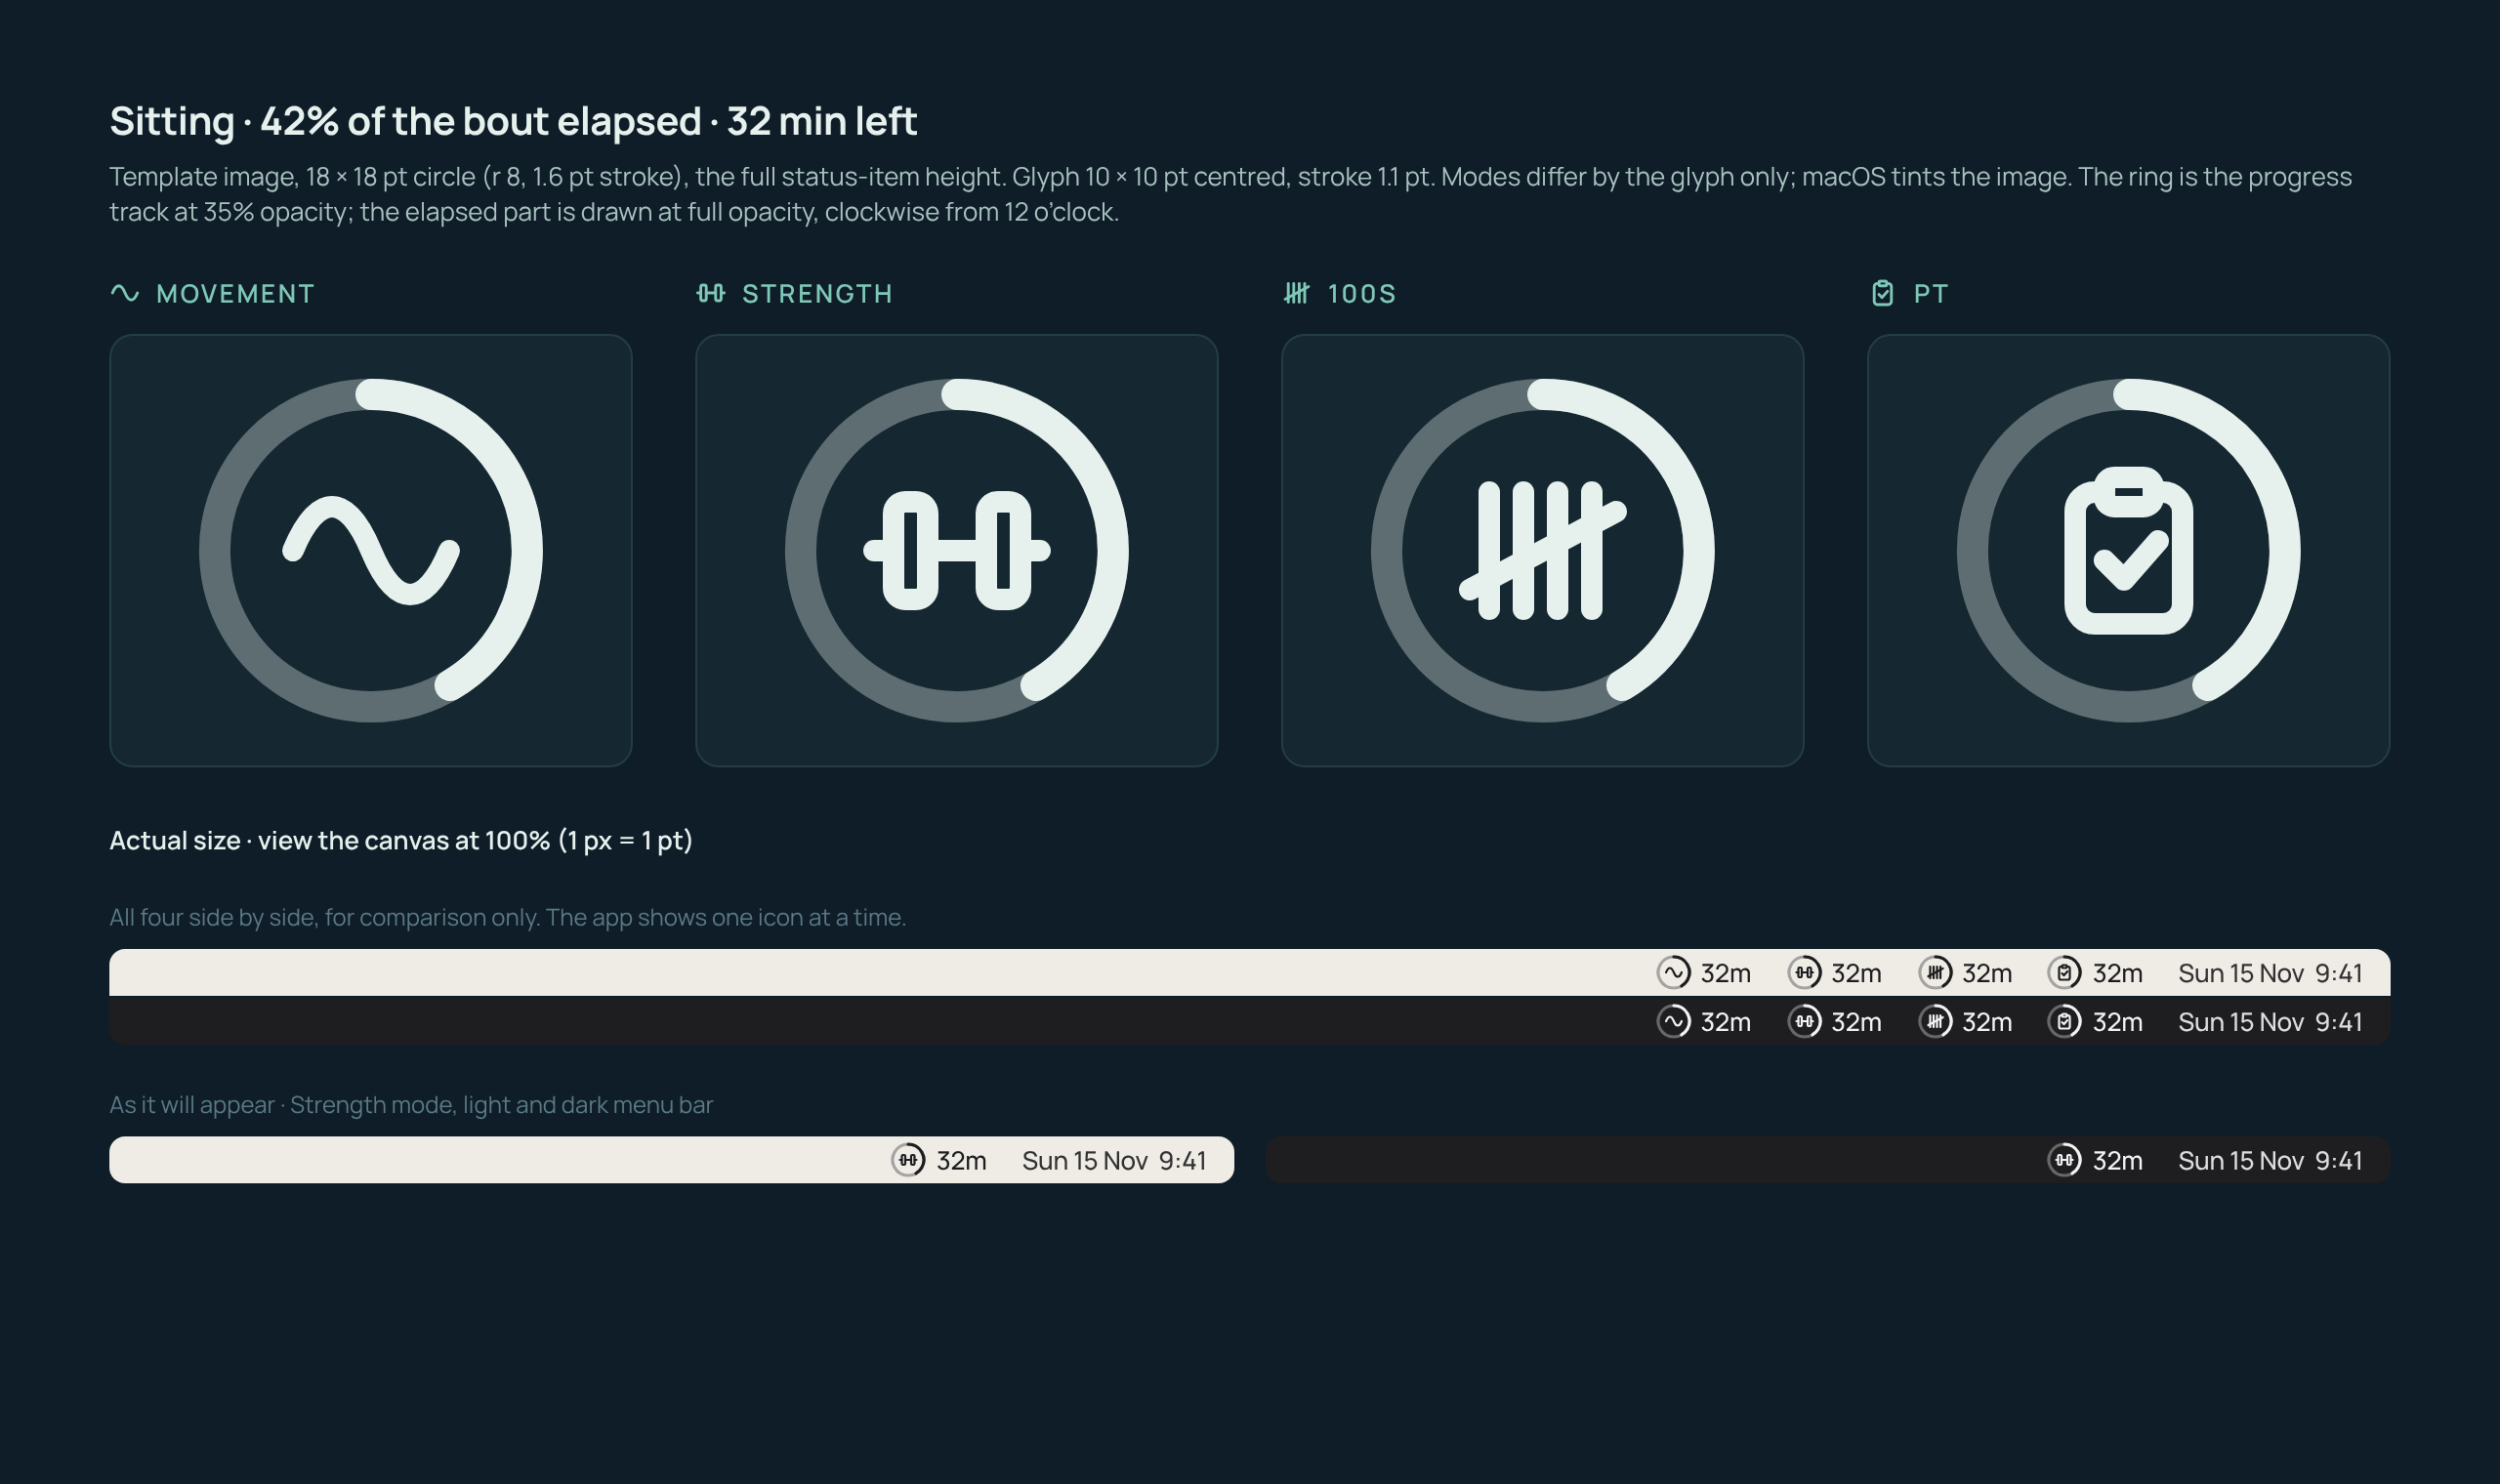 Sitting · 42% of the bout elapsed · 32 min left
Template image, 18 × 18 pt circle (r 8, 1.6 pt stroke), the full status-item height. Glyph 10 × 10 pt centred, stroke 1.1 pt. Modes differ by the glyph only; macOS tints the image. The ring is the progress
track at 35% opacity; the elapsed part is drawn at full opacity, clockwise from 12 o’clock.
MOVEMENT
STRENGTH
100S
PT
Actual size · view the canvas at 100% (1 px = 1 pt)
All four side by side, for comparison only. The app shows one icon at a time.
32m 32m 32m 32m Sun 15 Nov 9:41
32m 32m 32m 32m Sun 15 Nov 9:41
As it will appear · Strength mode, light and dark menu bar
32m Sun 15 Nov 9:41
32m Sun 15 Nov 9:41